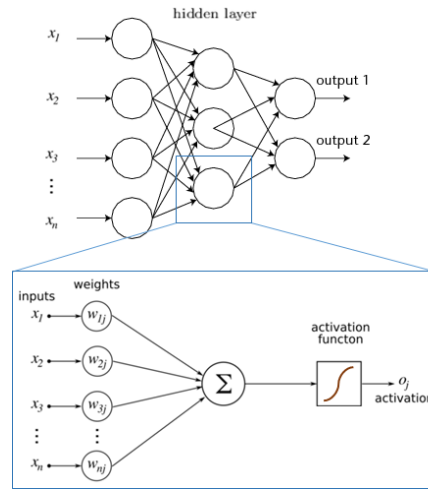 hidden layer
x1
x2
x3
⋮
xn
output 1
output 2
inputs
weights
x1 w1j
x2 w2j
x3 w3j
⋮ ⋮
xn wnj
Σ
activation
functon
oj
activation